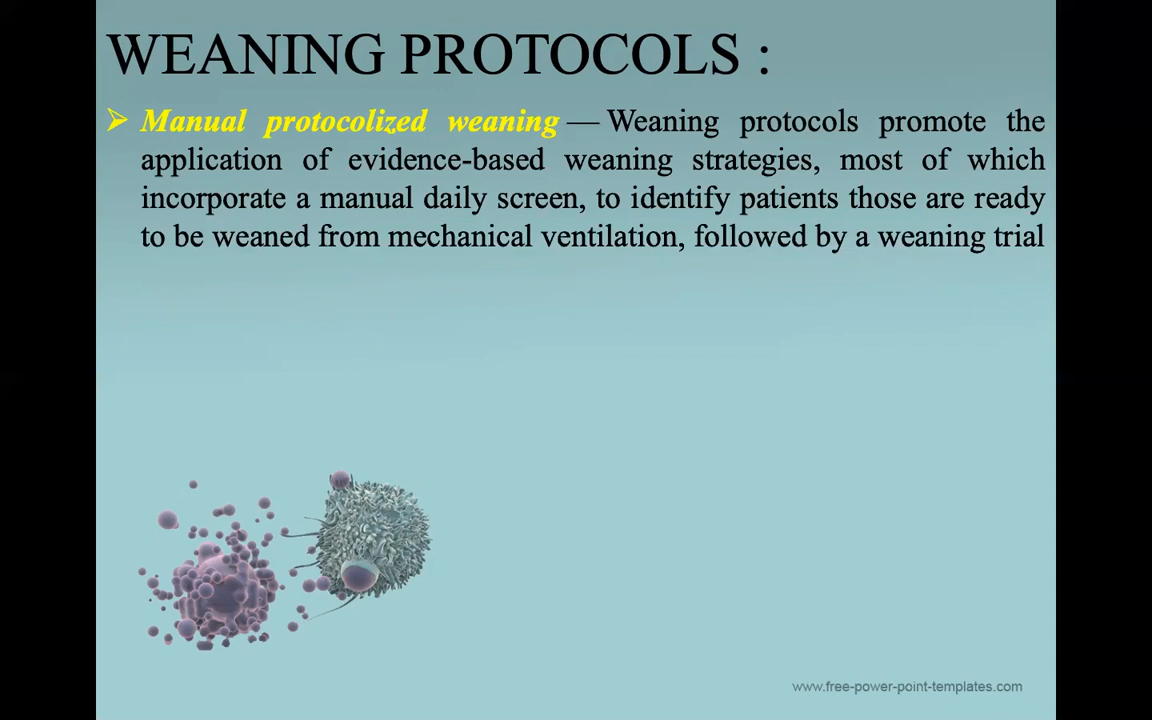 WEANING PROTOCOLS :
➢ Manual protocolized weaning — Weaning protocols promote the
application of evidence-based weaning strategies, most of which
incorporate a manual daily screen, to identify patients those are ready
to be weaned from mechanical ventilation, followed by a weaning trial
www.free-power-point-templates.com